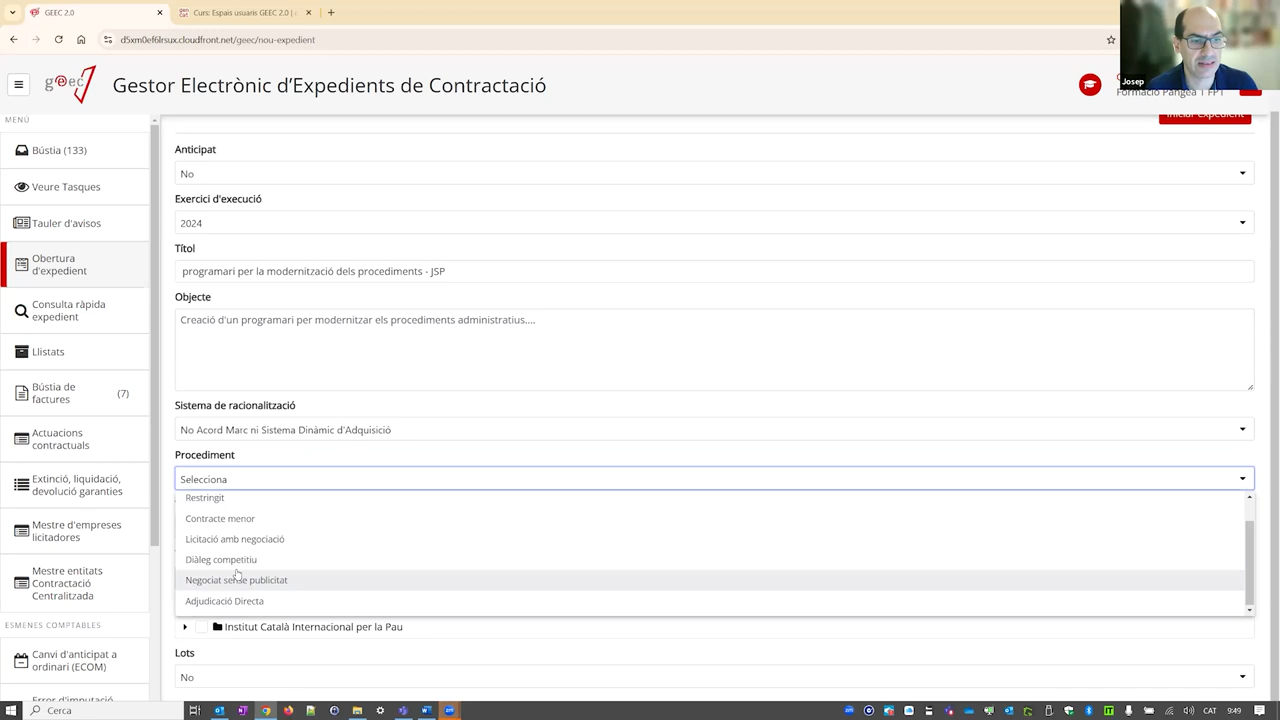 GEEC 2.0
Curs: Espais usuaris GEEC 2.0 |
d5xm0ef6lrsux.cloudfront.net/geec/nou-expedient
geec
Gestor Electrònic d'Expedients de Contractació
Josep
Formació Pangea 1 FPT
MENÚ
Iniciar Expedient
Bústia (133)
Veure Tasques
Tauler d'avisos
Obertura
d'expedient
Consulta ràpida
expedient
Llistats
Bústia de
factures
(7)
Actuacions
contractuals
Extinció, liquidació,
devolució garanties
Mestre d'empreses
licitadores
Mestre entitats
Contractació
Centralitzada
ESMENES COMPTABLES
Canvi d'anticipat a
ordinari (ECOM)
Error d'imputació
Anticipat
No
Exercici d'execució
2024
Títol
programari per la modernització dels procediments - JSP
Objecte
Creació d'un programari per modernitzar els procediments administratius....
Sistema de racionalització
No Acord Marc ni Sistema Dinàmic d'Adquisició
Procediment
Selecciona
Restringit
Contracte menor
Licitació amb negociació
Diàleg competitiu
Negociat sense publicitat
Adjudicació Directa
Institut Català Internacional per la Pau
Lots
No
Cerca
CAT
9:49